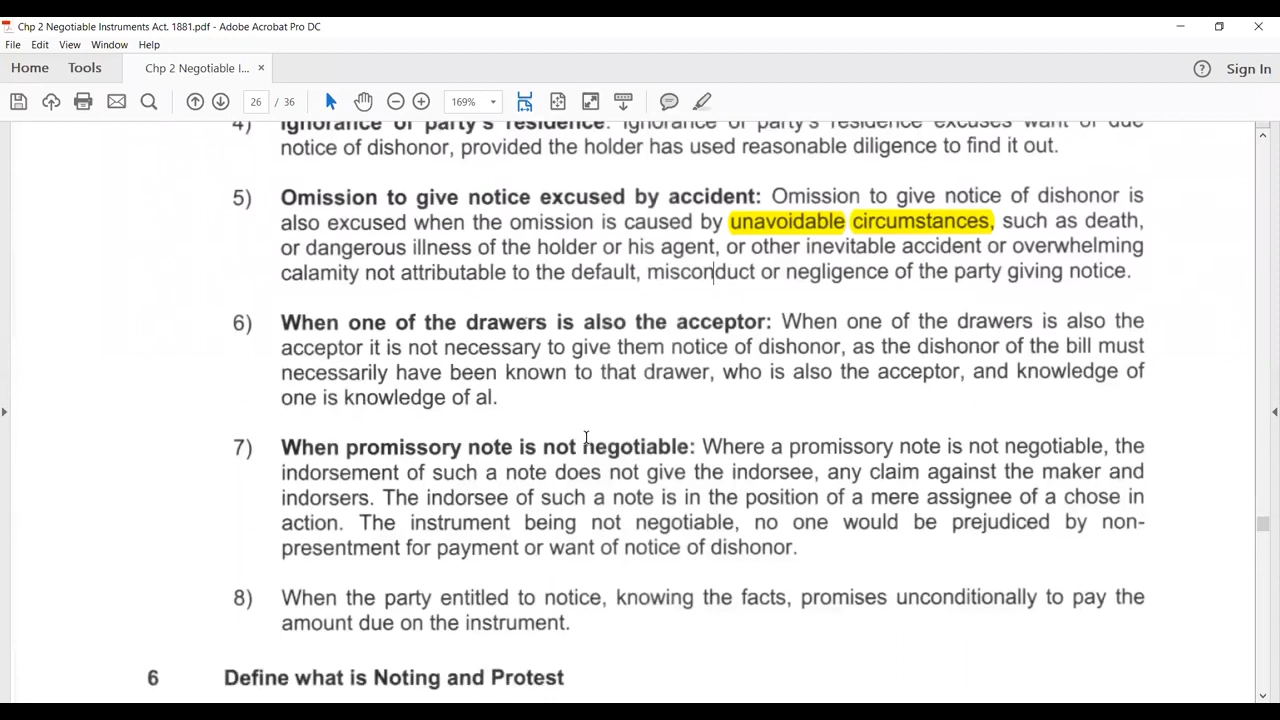 Chp 2 Negotiable Instruments Act. 1881.pdf - Adobe Acrobat Pro DC
File Edit View Window Help
Home Tools Chp 2 Negotiable I... × ? Sign In
26 / 36 169%
4) Ignorance of party's residence: Ignorance of party's residence excuses want of due
notice of dishonor, provided the holder has used reasonable diligence to find it out.
5) Omission to give notice excused by accident: Omission to give notice of dishonor is
also excused when the omission is caused by unavoidable circumstances, such as death,
or dangerous illness of the holder or his agent, or other inevitable accident or overwhelming
calamity not attributable to the default, misconduct or negligence of the party giving notice.
6) When one of the drawers is also the acceptor: When one of the drawers is also the
acceptor it is not necessary to give them notice of dishonor, as the dishonor of the bill must
necessarily have been known to that drawer, who is also the acceptor, and knowledge of
one is knowledge of al.
7) When promissory note is not negotiable: Where a promissory note is not negotiable, the
indorsement of such a note does not give the indorsee, any claim against the maker and
indorsers. The indorsee of such a note is in the position of a mere assignee of a chose in
action. The instrument being not negotiable, no one would be prejudiced by non-
presentment for payment or want of notice of dishonor.
8) When the party entitled to notice, knowing the facts, promises unconditionally to pay the
amount due on the instrument.
6 Define what is Noting and Protest